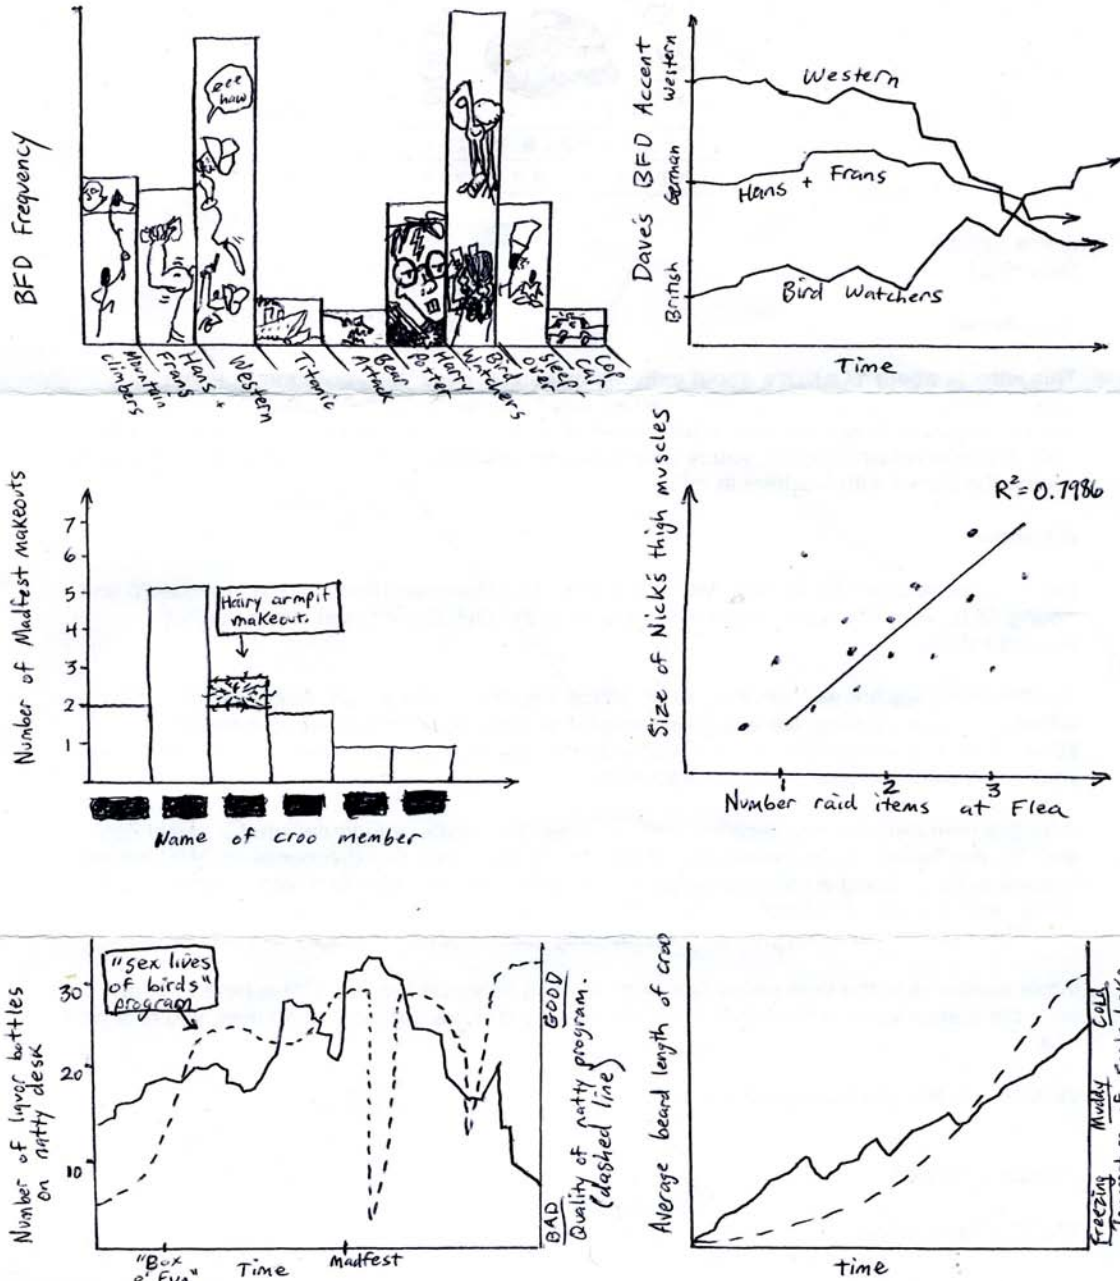 BFD Frequency
eee
haw
Mountain
climbers
Hans +
Frans
Western
Titanic
Bear
Attack
Harry
Potter
Bird
Watchers
sleep
over
Cop
Car
Dave's BFD Accent
Western
German
British
Western
Hans + Frans
Bird Watchers
Time
Number of Madfest makeouts
7
6
5
4
3
2
1
Hairy armpit
makeout.
Name of croo member
Size of Nick's thigh muscles
R²=0.7986
1
2
3
Number raid items at Flea
Number of liquor bottles
on natty desk
30
20
10
"sex lives
of birds"
program
"Box
o' Fun"
Time
Madfest
GOOD
BAD
Quality of natty program.
(dashed line)
Average beard length of croo
Time
Cold
Muddy
Freezing